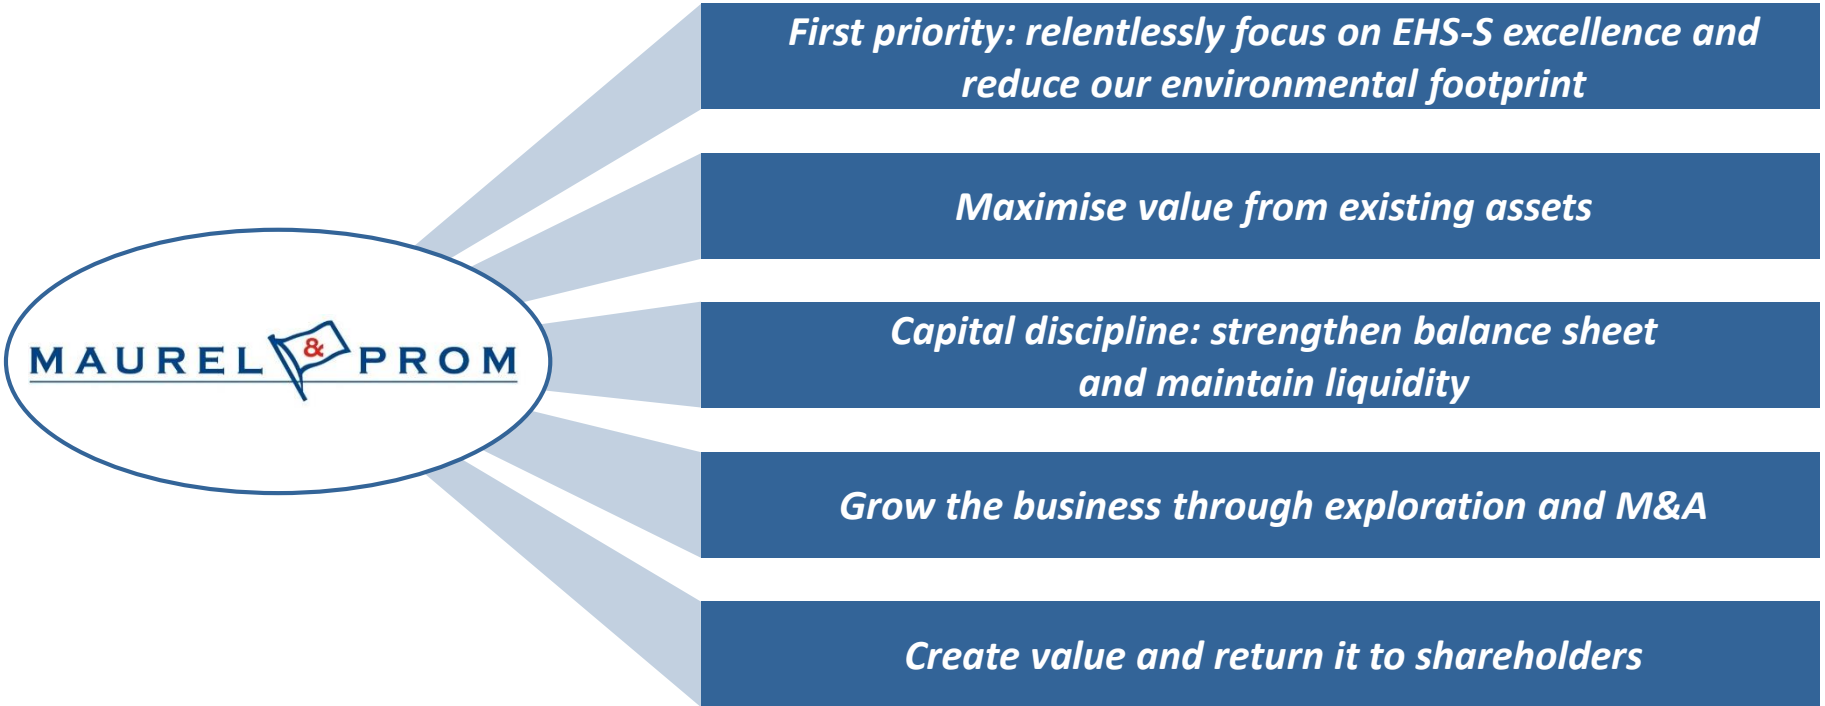 First priority: relentlessly focus on EHS-S excellence and
reduce our environmental footprint
Maximise value from existing assets
MAUREL & PROM
Capital discipline: strengthen balance sheet
and maintain liquidity
Grow the business through exploration and M&A
Create value and return it to shareholders